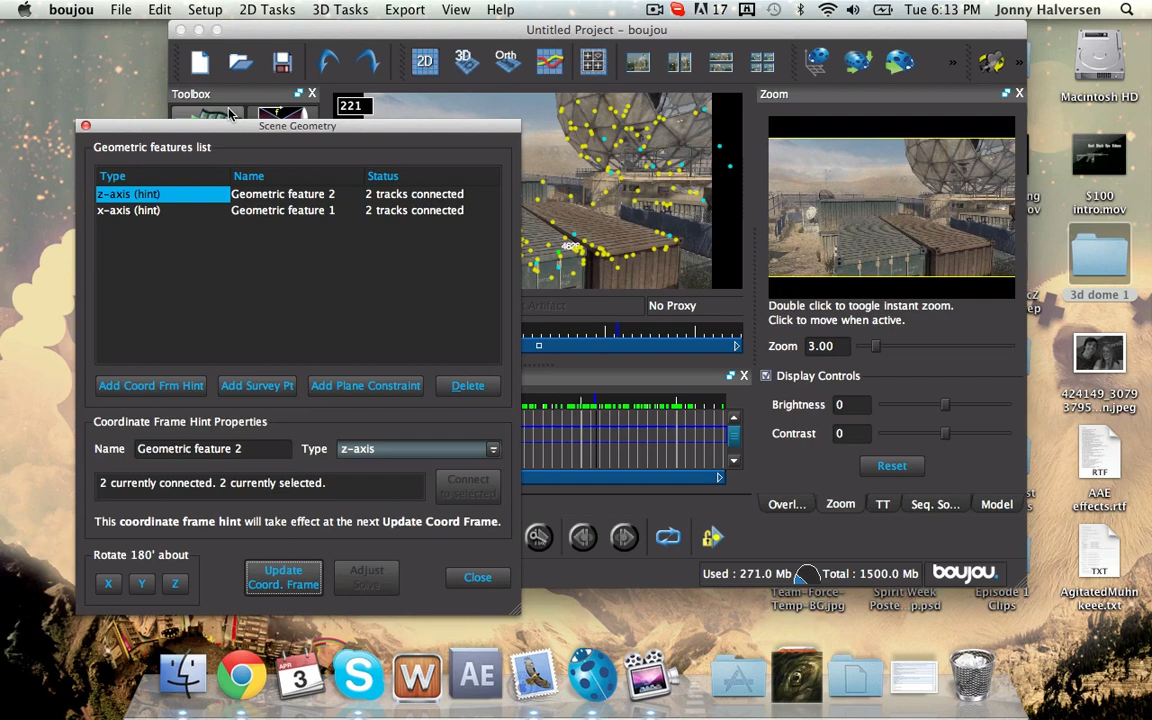 boujou File Edit Setup 2D Tasks 3D Tasks Export View Help 17 Tue 6:13 PM Jonny Halversen
Untitled Project – boujou
2D 3D Orth » »
Toolbox
Zoom
221
Scene Geometry
Geometric features list
Type Name Status
z-axis (hint) Geometric feature 2 2 tracks connected
x-axis (hint) Geometric feature 1 2 tracks connected
Add Coord Frm Hint Add Survey Pt Add Plane Constraint Delete
Coordinate Frame Hint Properties
Name Geometric feature 2 Type z-axis
2 currently connected. 2 currently selected.
Connect
to selected
This coordinate frame hint will take effect at the next Update Coord Frame.
Rotate 180' about
X Y Z
Update
Coord. Frame
Adjust
Solve
Close
Artifact
No Proxy
Double click to toogle instant zoom.
Click to move when active.
Zoom 3.00
Display Controls
Brightness 0
Contrast 0
Reset
Overl... Zoom TT Seq. So... Model
Used : 271.0 Mb Total : 1500.0 Mb boujou.
Macintosh HD
S100
intro.mov
3d dome 1
424149_3079
3795...n.jpeg
RTF
AAE
effects.rtf
TXT
AgitatedMuhn
keee.txt
Team-Force-
Temp-BG.jpg
Spirit Week
Poste...p.psd
Episode 1
Clips
APR
3
W
AE